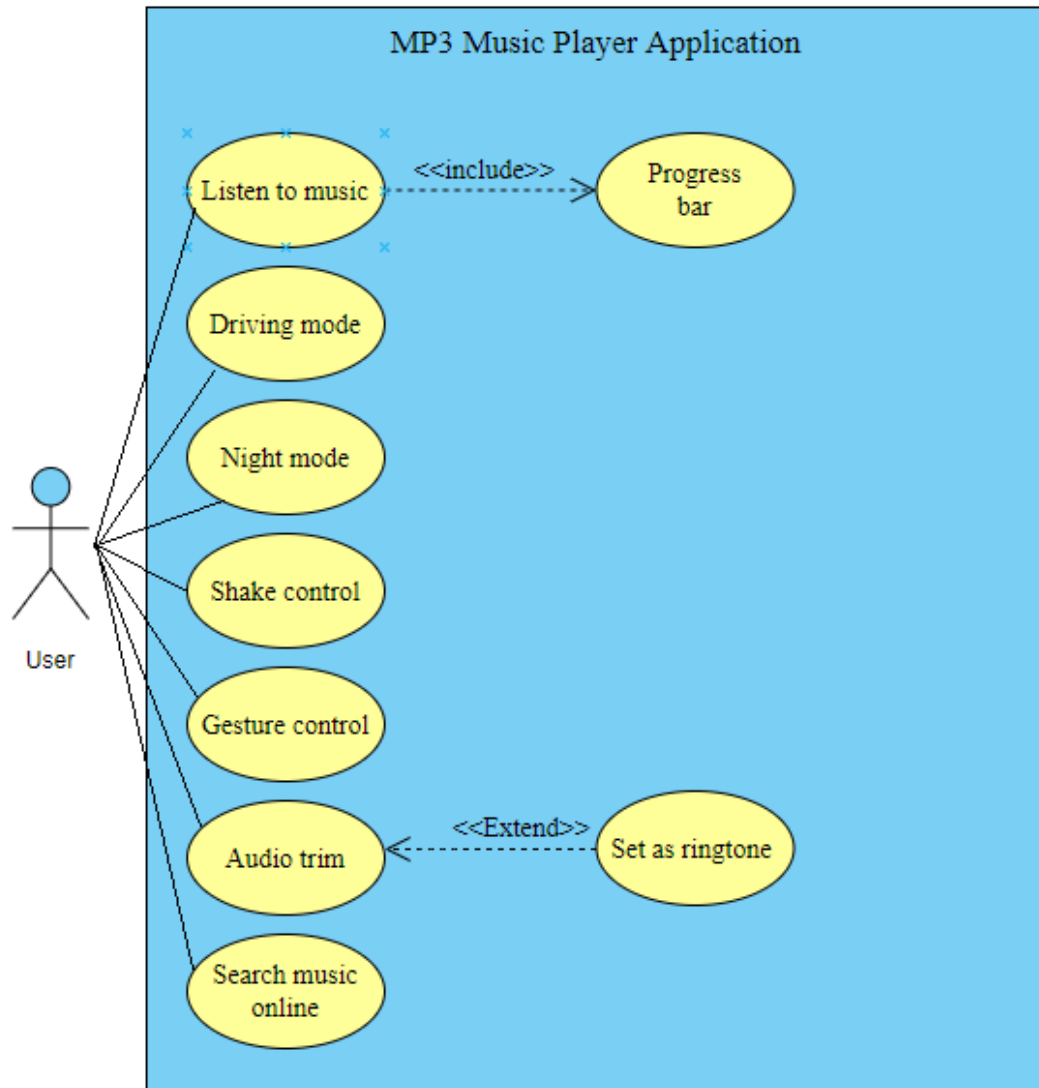 MP3 Music Player Application
Listen to music
<<include>>
Progress
bar
Driving mode
Night mode
Shake control
User
Gesture control
Audio trim
<<Extend>>
Set as ringtone
Search music
online